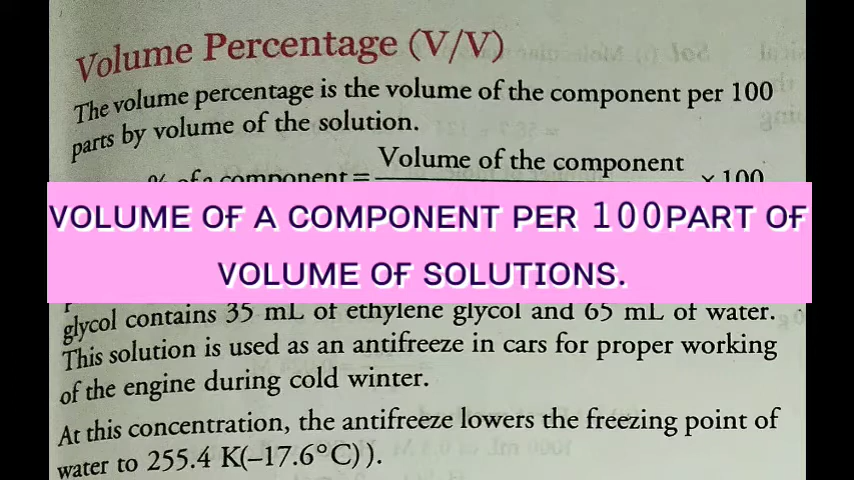 Volume Percentage (V/V)
The volume percentage is the volume of the component per 100
parts by volume of the solution.
Volume of the component
% of a component = × 100
VOLUME OF A COMPONENT PER 100PART OF
VOLUME OF SOLUTIONS.
glycol contains 35 mL of ethylene glycol and 65 mL of water.
This solution is used as an antifreeze in cars for proper working
of the engine during cold winter.
At this concentration, the antifreeze lowers the freezing point of
water to 255.4 K(–17.6°C)).